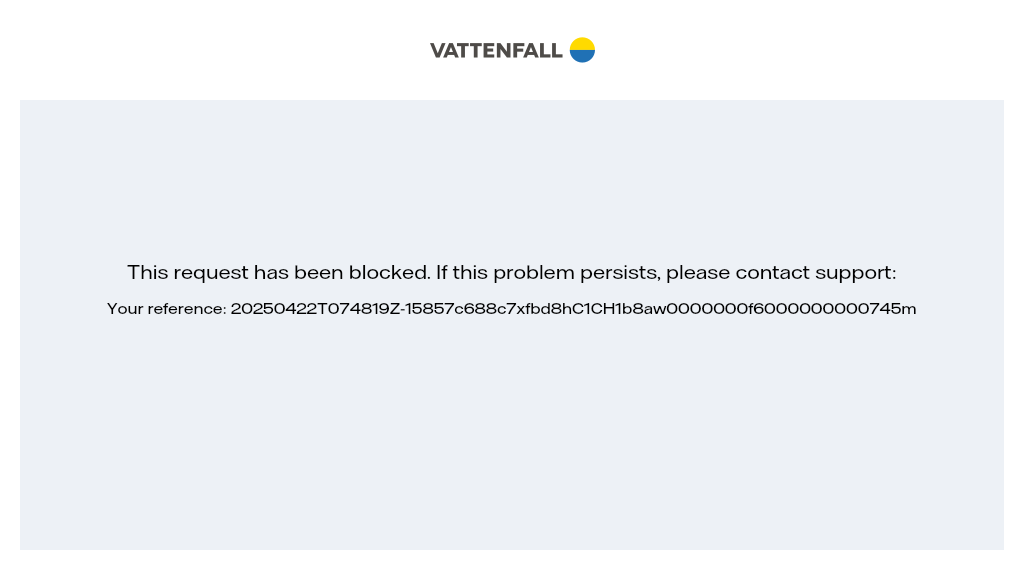 VATTENFALL
This request has been blocked. If this problem persists, please contact support:
Your reference: 20250422T074819Z-15857c688c7xfbd8hC1CH1b8aw0000000f6000000000745m